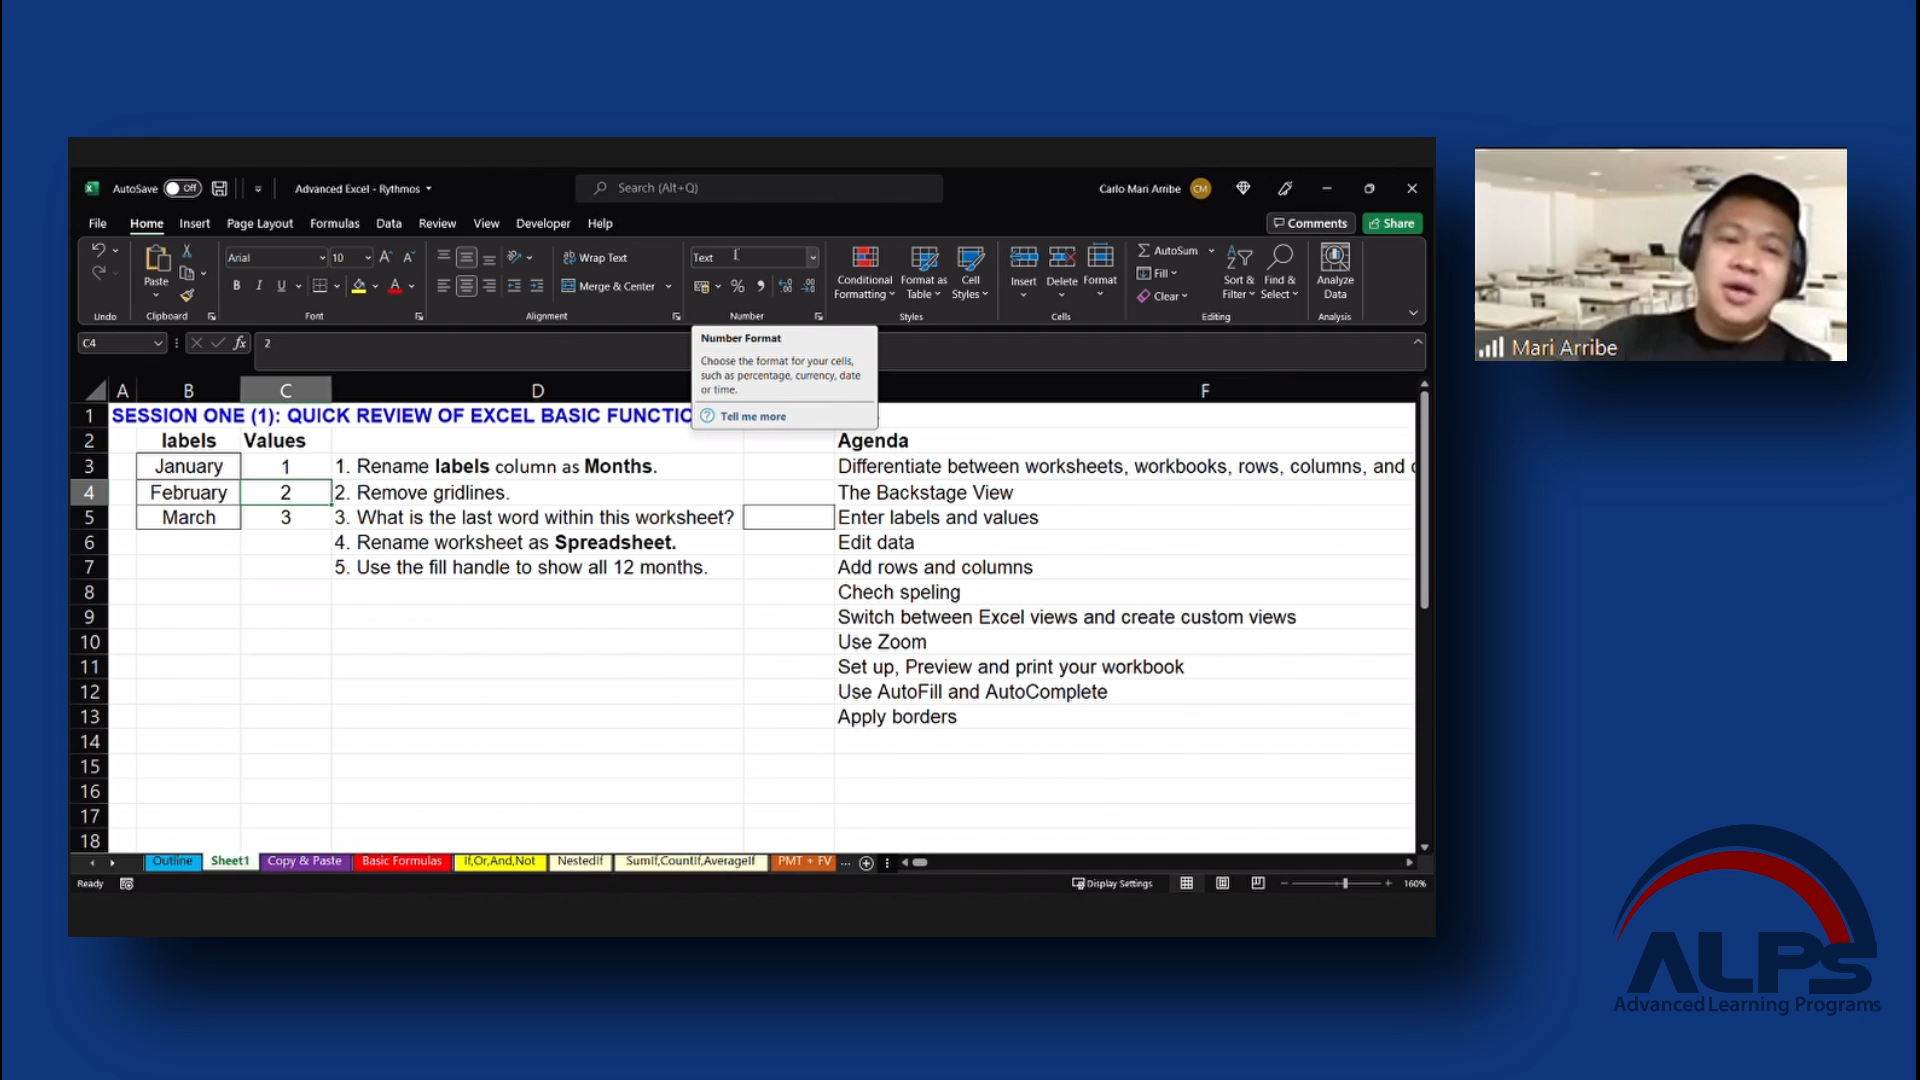 AutoSave Off Advanced Excel - Rythmos Search (Alt+Q) Carlo Mari Arribe CM
File Home Insert Page Layout Formulas Data Review View Developer Help Comments Share
Arial 10 Wrap Text Text AutoSum
Paste B I U Merge & Center % Conditional Formatting Format as Table Cell Styles Insert Delete Format Fill Clear Sort & Filter Find & Select Analyze Data
Undo Clipboard Font Alignment Number Styles Cells Editing Analysis
C4 fx 2
Number Format
Choose the format for your cells,
such as percentage, currency, date
or time.
Tell me more
A B C D F
1 SESSION ONE (1): QUICK REVIEW OF EXCEL BASIC FUNCTIO
2 labels Values Agenda
3 January 1 1. Rename labels column as Months. Differentiate between worksheets, workbooks, rows, columns, and
4 February 2 2. Remove gridlines. The Backstage View
5 March 3 3. What is the last word within this worksheet? Enter labels and values
6 4. Rename worksheet as Spreadsheet. Edit data
7 5. Use the fill handle to show all 12 months. Add rows and columns
8 Chech speling
9 Switch between Excel views and create custom views
10 Use Zoom
11 Set up, Preview and print your workbook
12 Use AutoFill and AutoComplete
13 Apply borders
14
15
16
17
18
Outline Sheet1 Copy & Paste Basic Formulas If,Or,And,Not NestedIf SumIf,CountIf,AverageIf PMT + FV ...
Ready Display Settings 160%
Mari Arribe
ALPs
Advanced Learning Programs